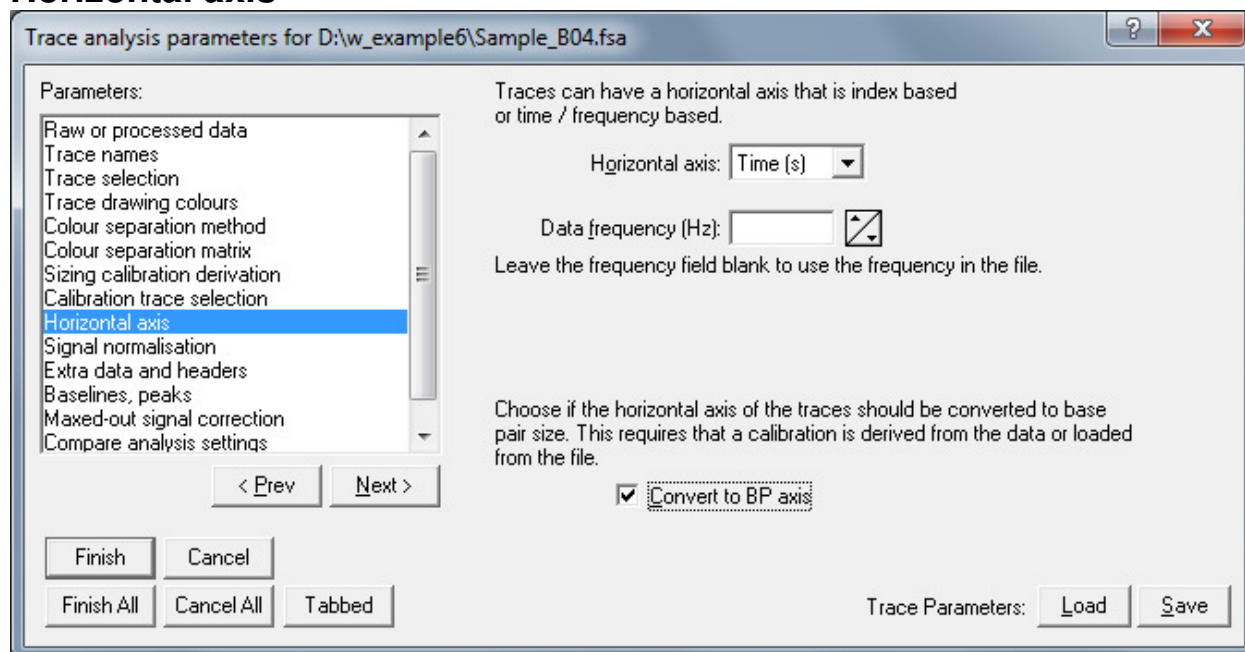 Horizontal axis
Trace analysis parameters for D:\w_example6\Sample_B04.fsa
Parameters:
Raw or processed data
Trace names
Trace selection
Trace drawing colours
Colour separation method
Colour separation matrix
Sizing calibration derivation
Calibration trace selection
Horizontal axis
Signal normalisation
Extra data and headers
Baselines, peaks
Maxed-out signal correction
Compare analysis settings
< Prev
Next >
Finish
Cancel
Finish All
Cancel All
Tabbed
Traces can have a horizontal axis that is index based
or time / frequency based.
Horizontal axis: Time (s)
Data frequency (Hz):
Leave the frequency field blank to use the frequency in the file.
Choose if the horizontal axis of the traces should be converted to base
pair size. This requires that a calibration is derived from the data or loaded
from the file.
Convert to BP axis
Trace Parameters: Load Save